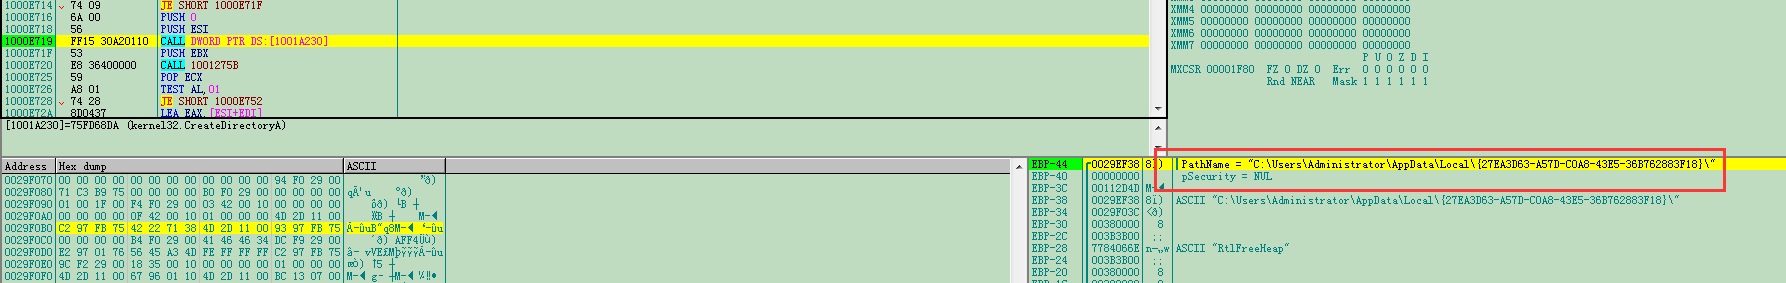 1000E714 74 09 JE SHORT 1000E71F
1000E716 6A 00 PUSH 0
1000E718 56 PUSH ESI
1000E719 FF15 30A20110 CALL DWORD PTR DS:[1001A230]
1000E71F 53 PUSH EBX
1000E720 E8 36400000 CALL 1001275B
1000E725 59 POP ECX
1000E726 A8 01 TEST AL,01
1000E728 74 28 JE SHORT 1000E752
1000E72A 8D0437 LEA EAX,[ESI+EDI]
[1001A230]=75FD68DA (kernel32.CreateDirectoryA)
XMM4 00000000 00000000 00000000 00000000
XMM5 00000000 00000000 00000000 00000000
XMM6 00000000 00000000 00000000 00000000
XMM7 00000000 00000000 00000000 00000000
P U O Z D I
MXCSR 00001F80 FZ 0 DZ 0 Err 0 0 0 0 0 0
Rnd NEAR Mask 1 1 1 1 1 1
Address Hex dump ASCII
0029F070 00 00 00 00 00 00 00 00 00 00 00 00 94 F0 29 00
0029F080 71 C3 B9 75 00 00 00 00 B0 F0 29 00 00 00 00 00
0029F090 01 00 1F 00 F4 F0 29 00 03 42 00 10 00 00 00 00
0029F0A0 00 00 00 00 0F 42 00 10 01 00 00 00 4D 2D 11 00
0029F0B0 C2 97 FB 75 42 22 71 38 4D 2D 11 00 93 97 FB 75
0029F0C0 00 00 00 00 B4 F0 29 00 41 46 46 34 DC F9 29 00
0029F0D0 E2 97 01 76 56 45 A3 4D FE FF FF FF C2 97 FB 75
0029F0E0 9C F2 29 00 18 35 00 10 00 00 00 00 01 00 00 00
0029F0F0 4D 2D 11 00 67 96 01 10 4D 2D 11 00 BC 13 07 00
EBP-44 0029EF38 PathName = "C:\Users\Administrator\AppData\Local\{27EA3D63-A57D-C0A8-43E5-36B762883F18}\"
EBP-40 00000000 pSecurity = NUL
EBP-3C 00112D4D
EBP-38 0029EF38 ASCII "C:\Users\Administrator\AppData\Local\{27EA3D63-A57D-C0A8-43E5-36B762883F18}\"
EBP-34 0029F03C
EBP-30 00380000 8
EBP-2C 003B3B00 ;;
EBP-28 7784066E ASCII "RtlFreeHeap"
EBP-24 003B3B00 ;;
EBP-20 00380000 8